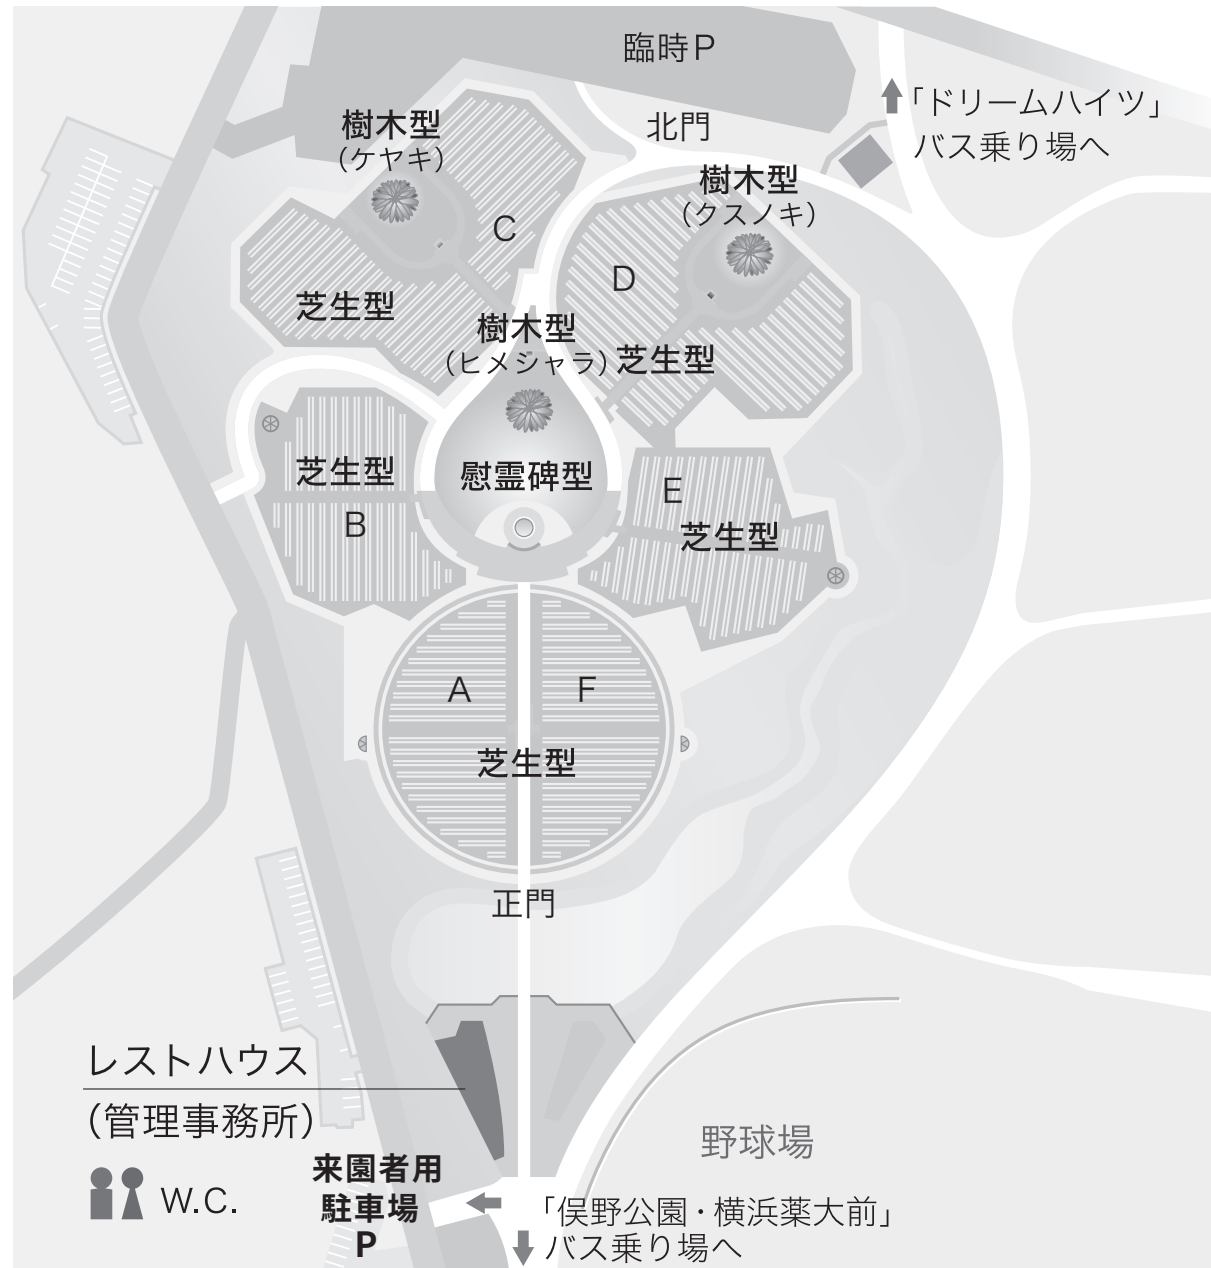 臨時P
「ドリームハイツ」
バス乗り場へ
北門
樹木型
（ケヤキ）
樹木型
（クスノキ）
C
D
芝生型
樹木型
（ヒメシャラ）
芝生型
芝生型
B
慰霊碑型
E
芝生型
A
F
芝生型
正門
レストハウス
（管理事務所）
W.C.
来園者用
駐車場
P
野球場
「俣野公園・横浜薬大前」
バス乗り場へ